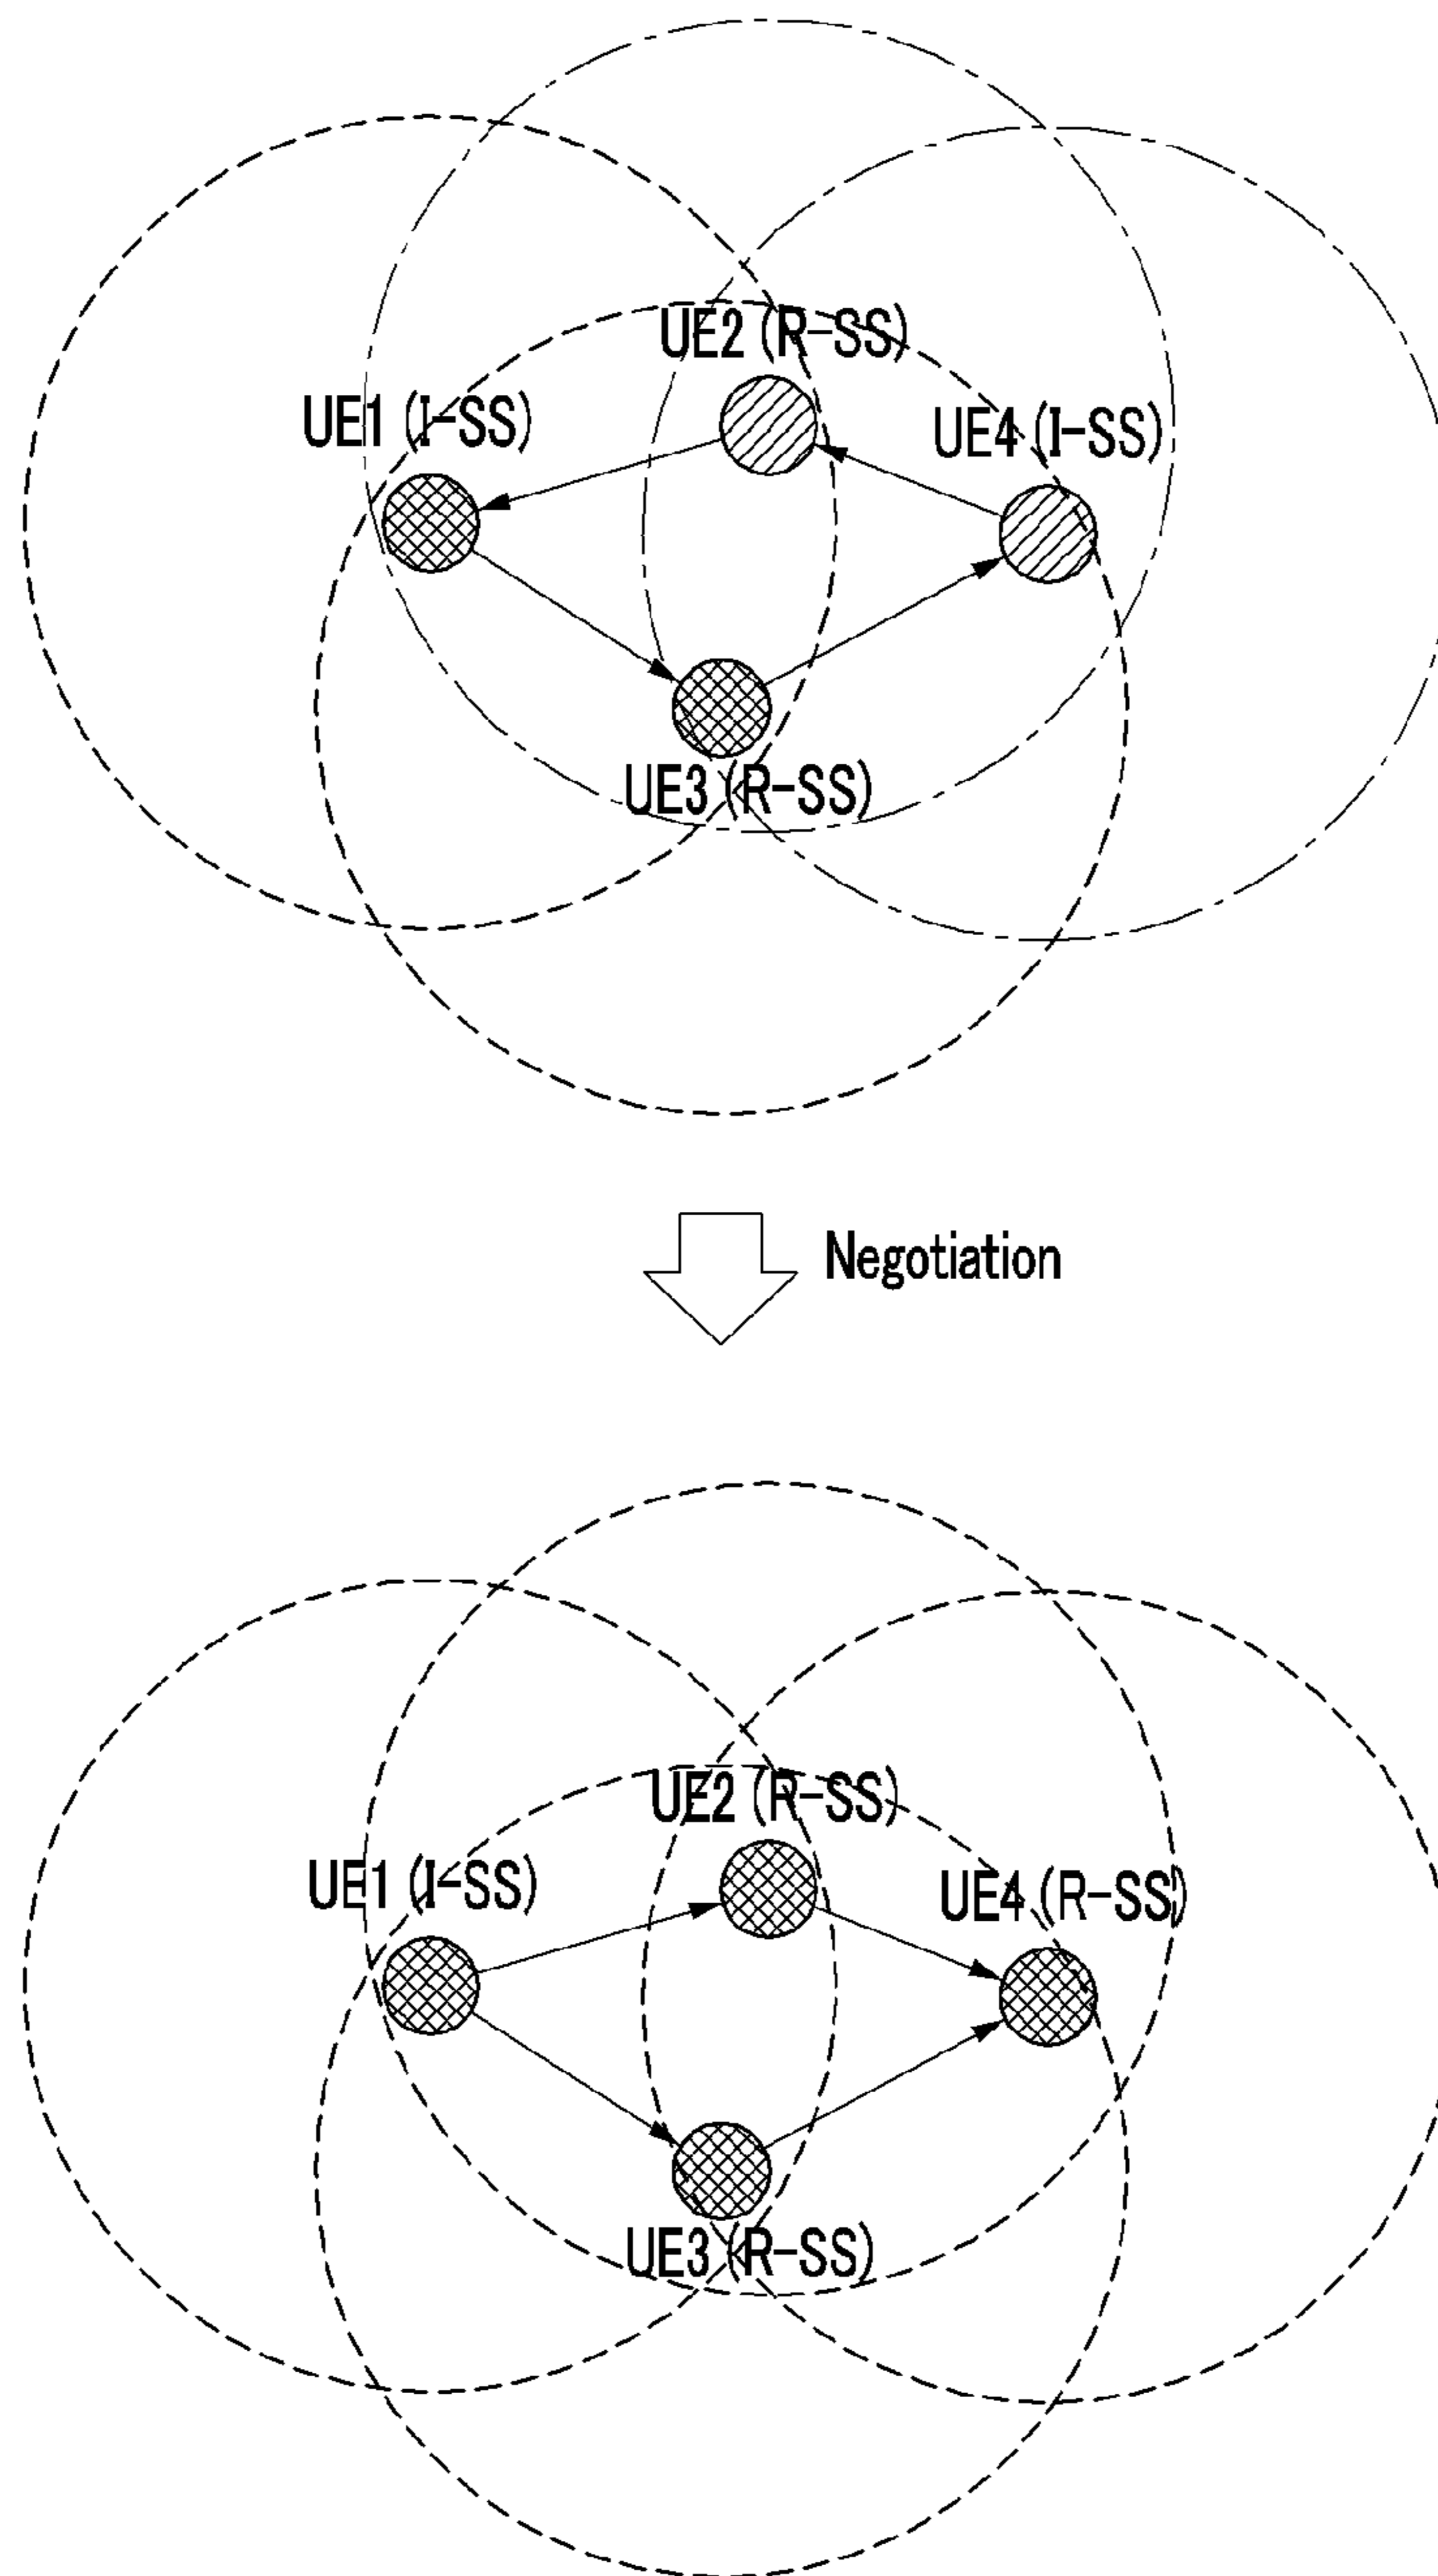 UE2 (R-SS)
UE1 (I-SS)
UE4 (I-SS)
UE3 (R-SS)
Negotiation
UE2 (R-SS)
UE1 (I-SS)
UE4 (R-SS)
UE3 (R-SS)